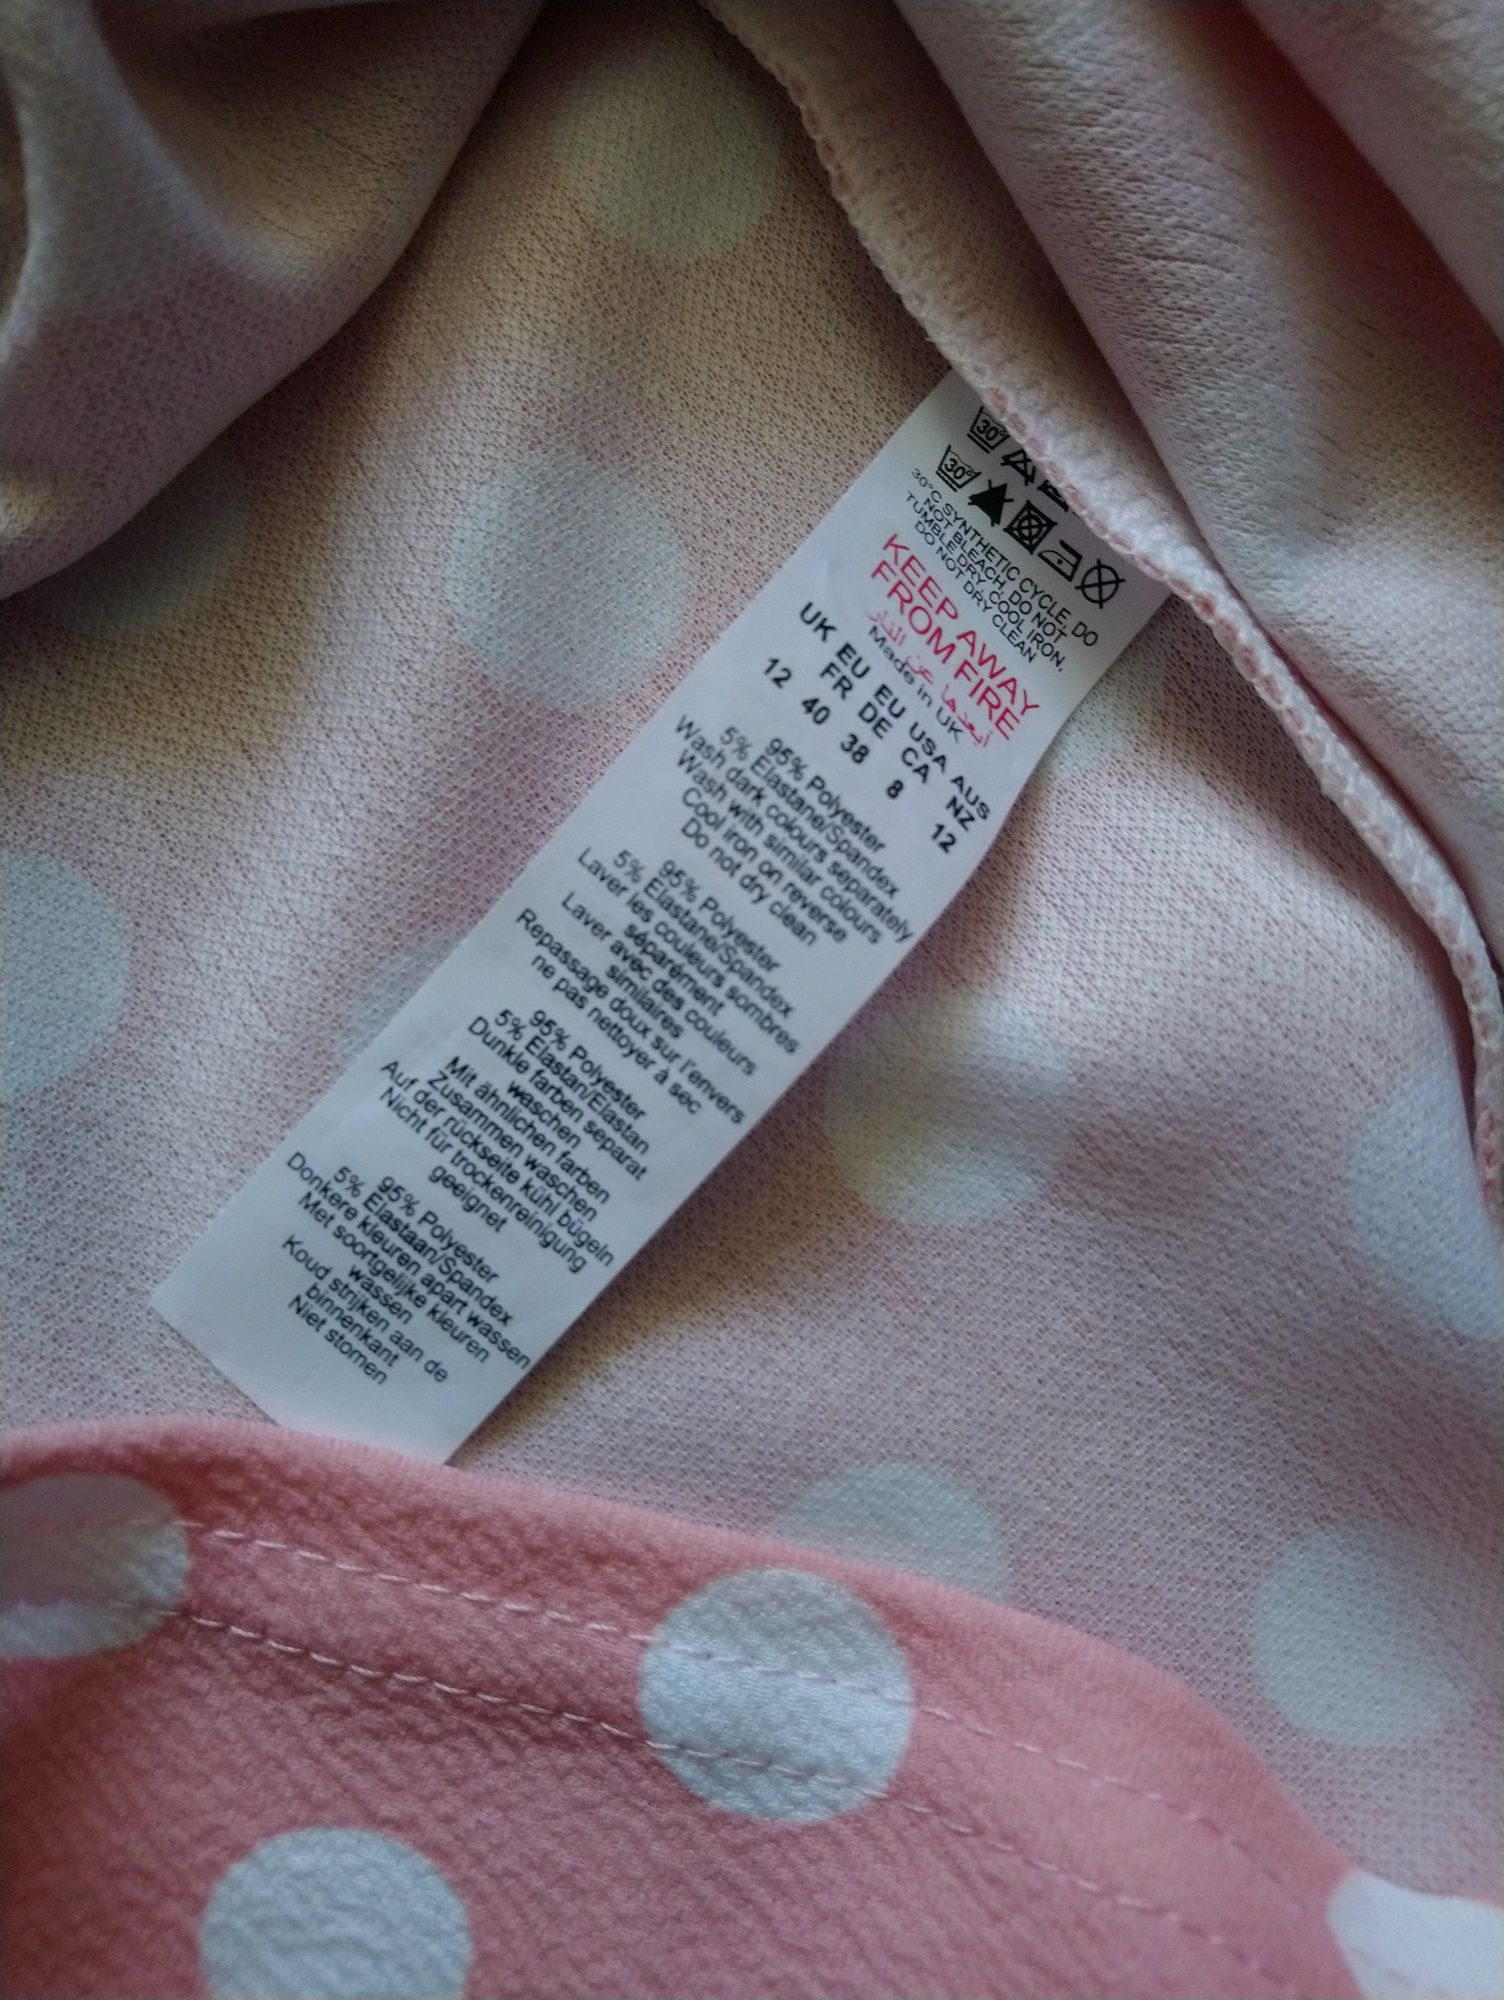 30°
30°
30°C SYNTHETIC CYCLE, DO
NOT BLEACH, DO NOT
TUMBLE DRY, COOL IRON,
DO NOT DRY CLEAN
KEEP AWAY
FROM FIRE
أبعدها عن النار
Made in UK
UK EU EU USA AUS
FR DE CA NZ
12 40 38 8 12
95% Polyester
5% Elastane/Spandex
Wash dark colours separately
Wash with similar colours
Cool iron on reverse
Do not dry clean
95% Polyester
5% Elastane/Spandex
Laver les couleurs sombres
séparément
Laver avec des couleurs
similaires
Repassage doux sur l'envers
ne pas nettoyer à sec
95% Polyester
5% Elastan/Elastan
Dunkle farben separat
waschen
Mit ähnlichen farben
Zusammen waschen
Auf der rückseite kühl bügeln
Nicht für trockenreinigung
geeignet
95% Polyester
5% Elastaan/Spandex
Donkere kleuren apart wassen
Met soortgelijke kleuren
wassen
Koud strijken aan de
binnenkant
Niet stomen